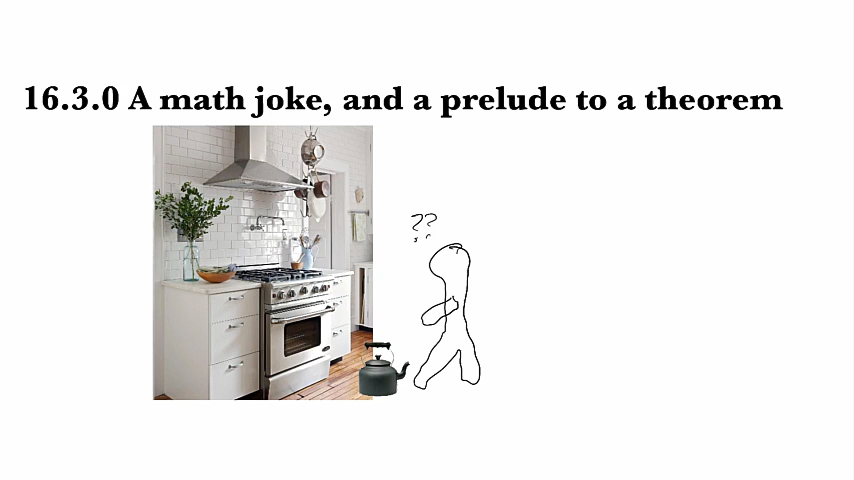 16.3.0 A math joke, and a prelude to a theorem
??